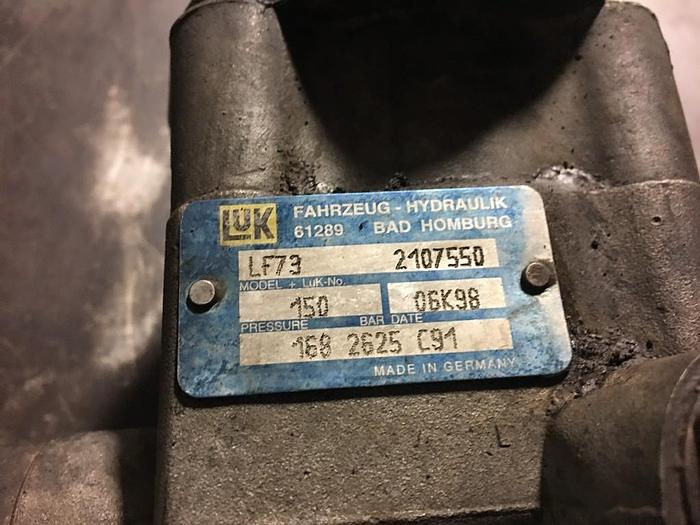 LUK FAHRZEUG - HYDRAULIK
61289 BAD HOMBURG
LF73 2107550
MODEL + LuK-No.
150 06K98
PRESSURE BAR DATE
168 2625 C91
MADE IN GERMANY
L